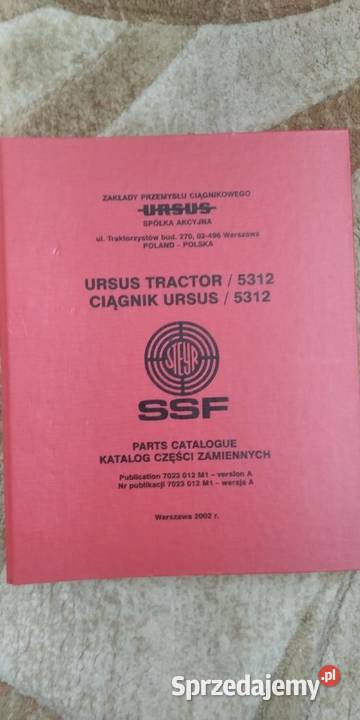 ZAKŁADY PRZEMYSŁU CIĄGNIKOWEGO
URSUS
SPÓŁKA AKCYJNA
ul. Traktorzystów bud. 270, 02-496 Warszawa
POLAND - POLSKA
URSUS TRACTOR / 5312
CIĄGNIK URSUS / 5312
STEYR
SSF
PARTS CATALOGUE
KATALOG CZĘŚCI ZAMIENNYCH
Publication 7023 012 M1 – version A
Nr publikacji 7023 012 M1 – wersja A
Warszawa 2002 r.
Sprzedajemy.pl